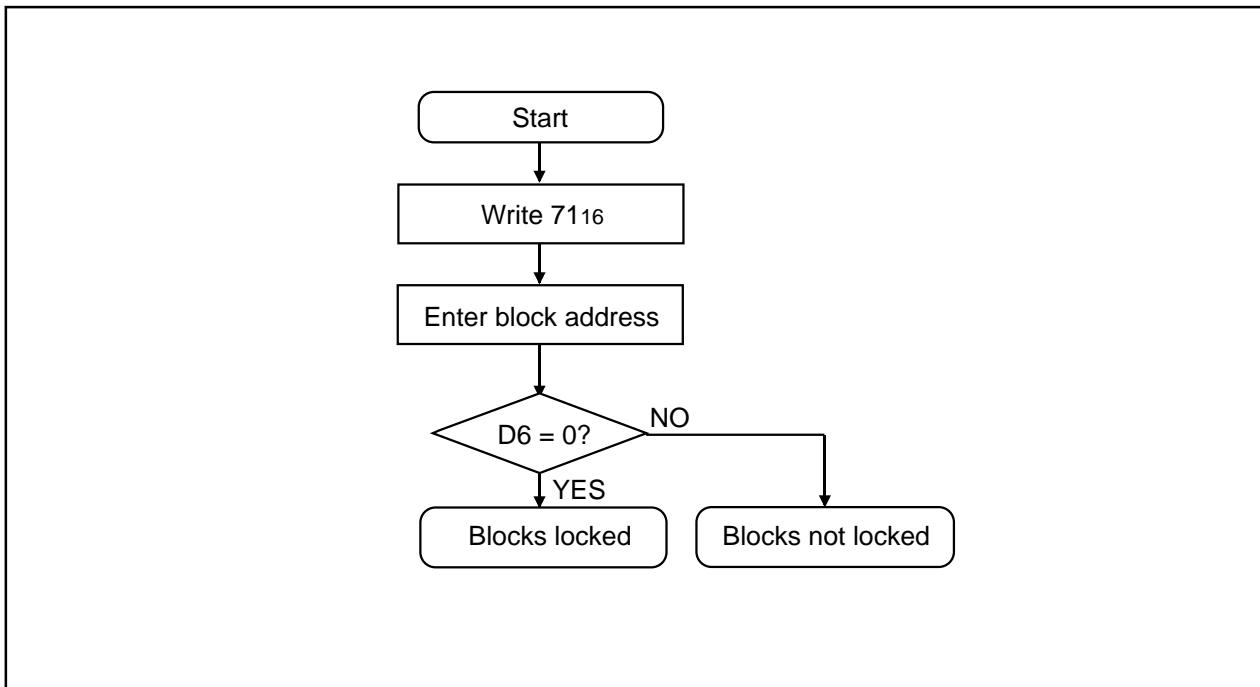 Start
Write 7116
Enter block address
D6 = 0?
NO
YES
Blocks locked
Blocks not locked